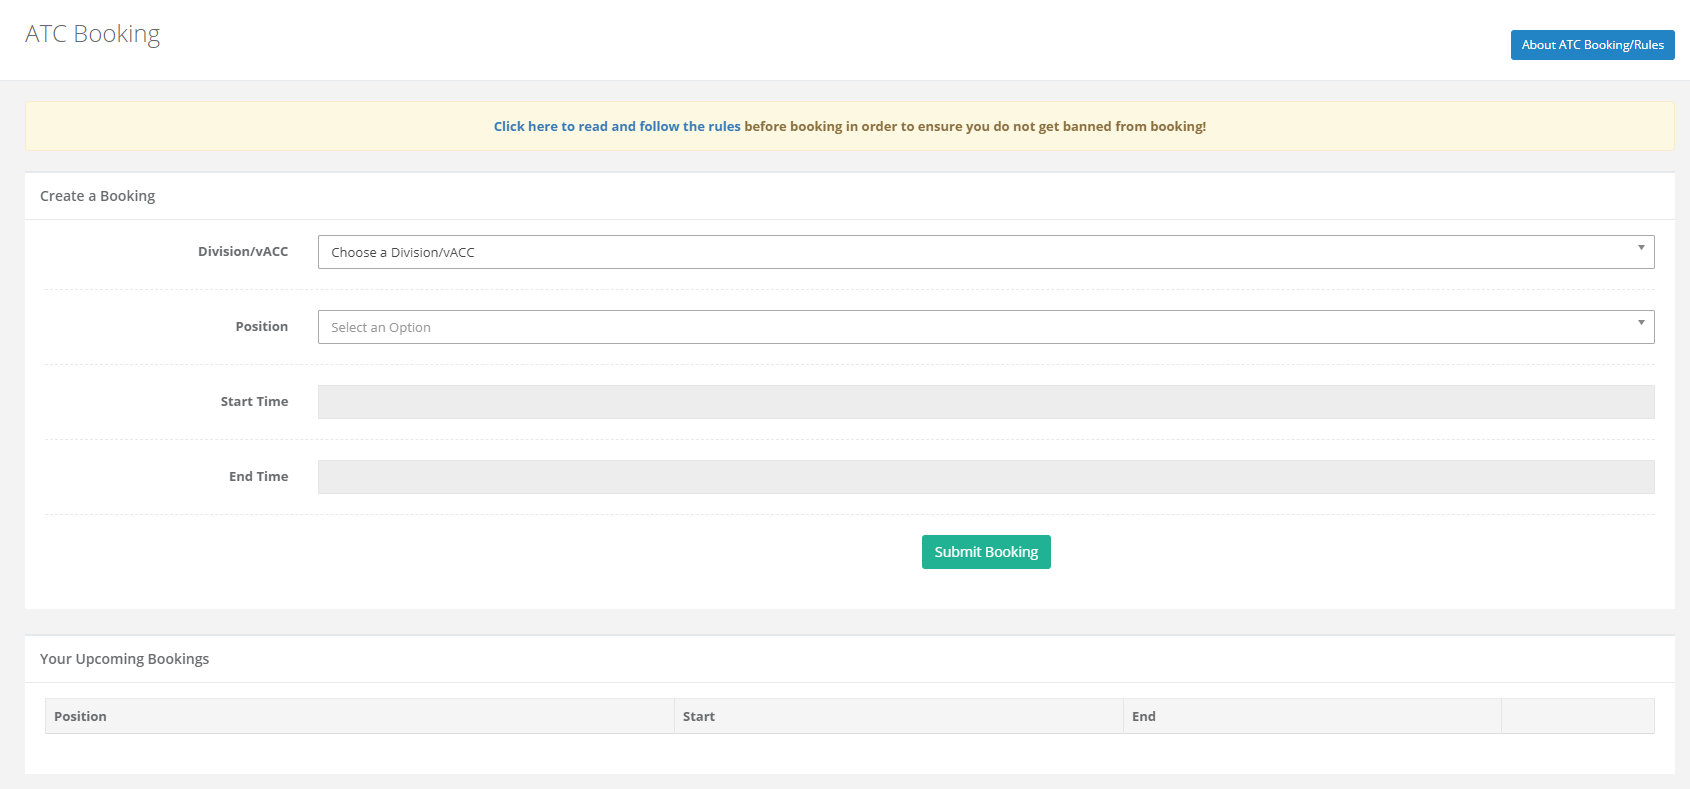 ATC Booking
About ATC Booking/Rules
Click here to read and follow the rules before booking in order to ensure you do not get banned from booking!
Create a Booking
Division/vACC
Choose a Division/vACC
Position
Select an Option
Start Time
End Time
Submit Booking
Your Upcoming Bookings
Position Start End